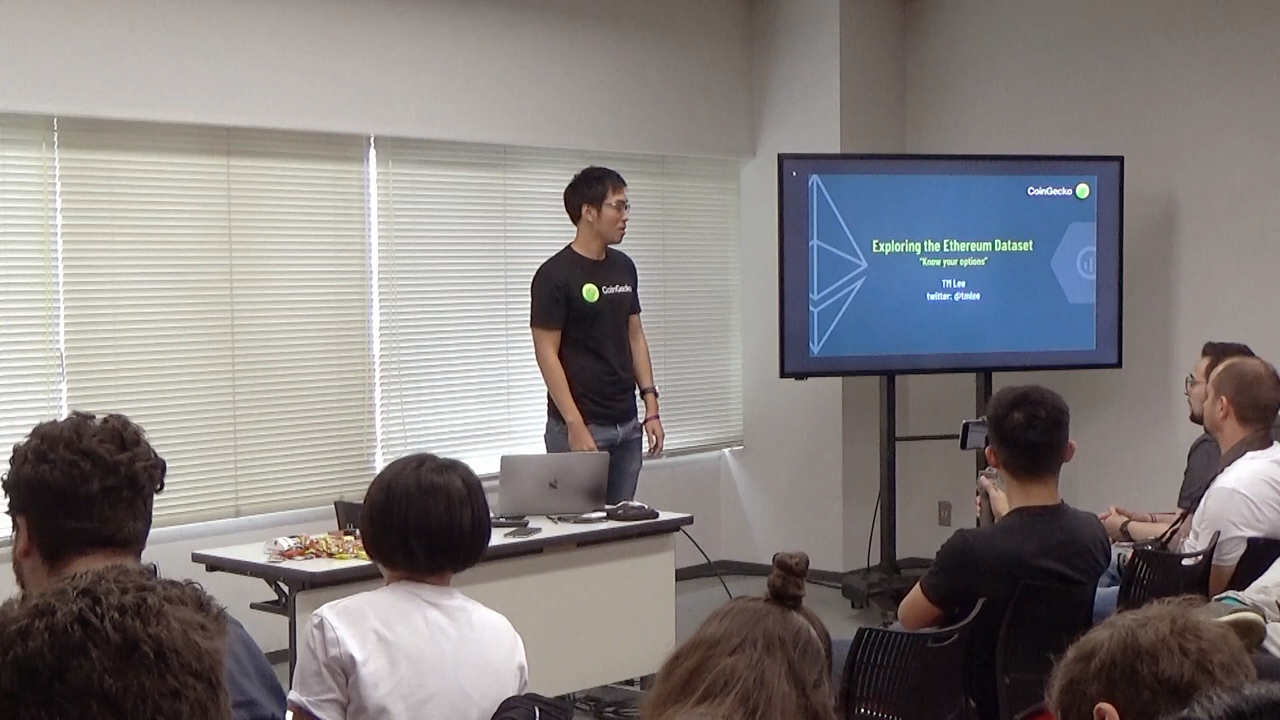 CoinGecko
CoinGecko
Exploring the Ethereum Dataset
"Know your options"
TM Lee
twitter: @tmlee